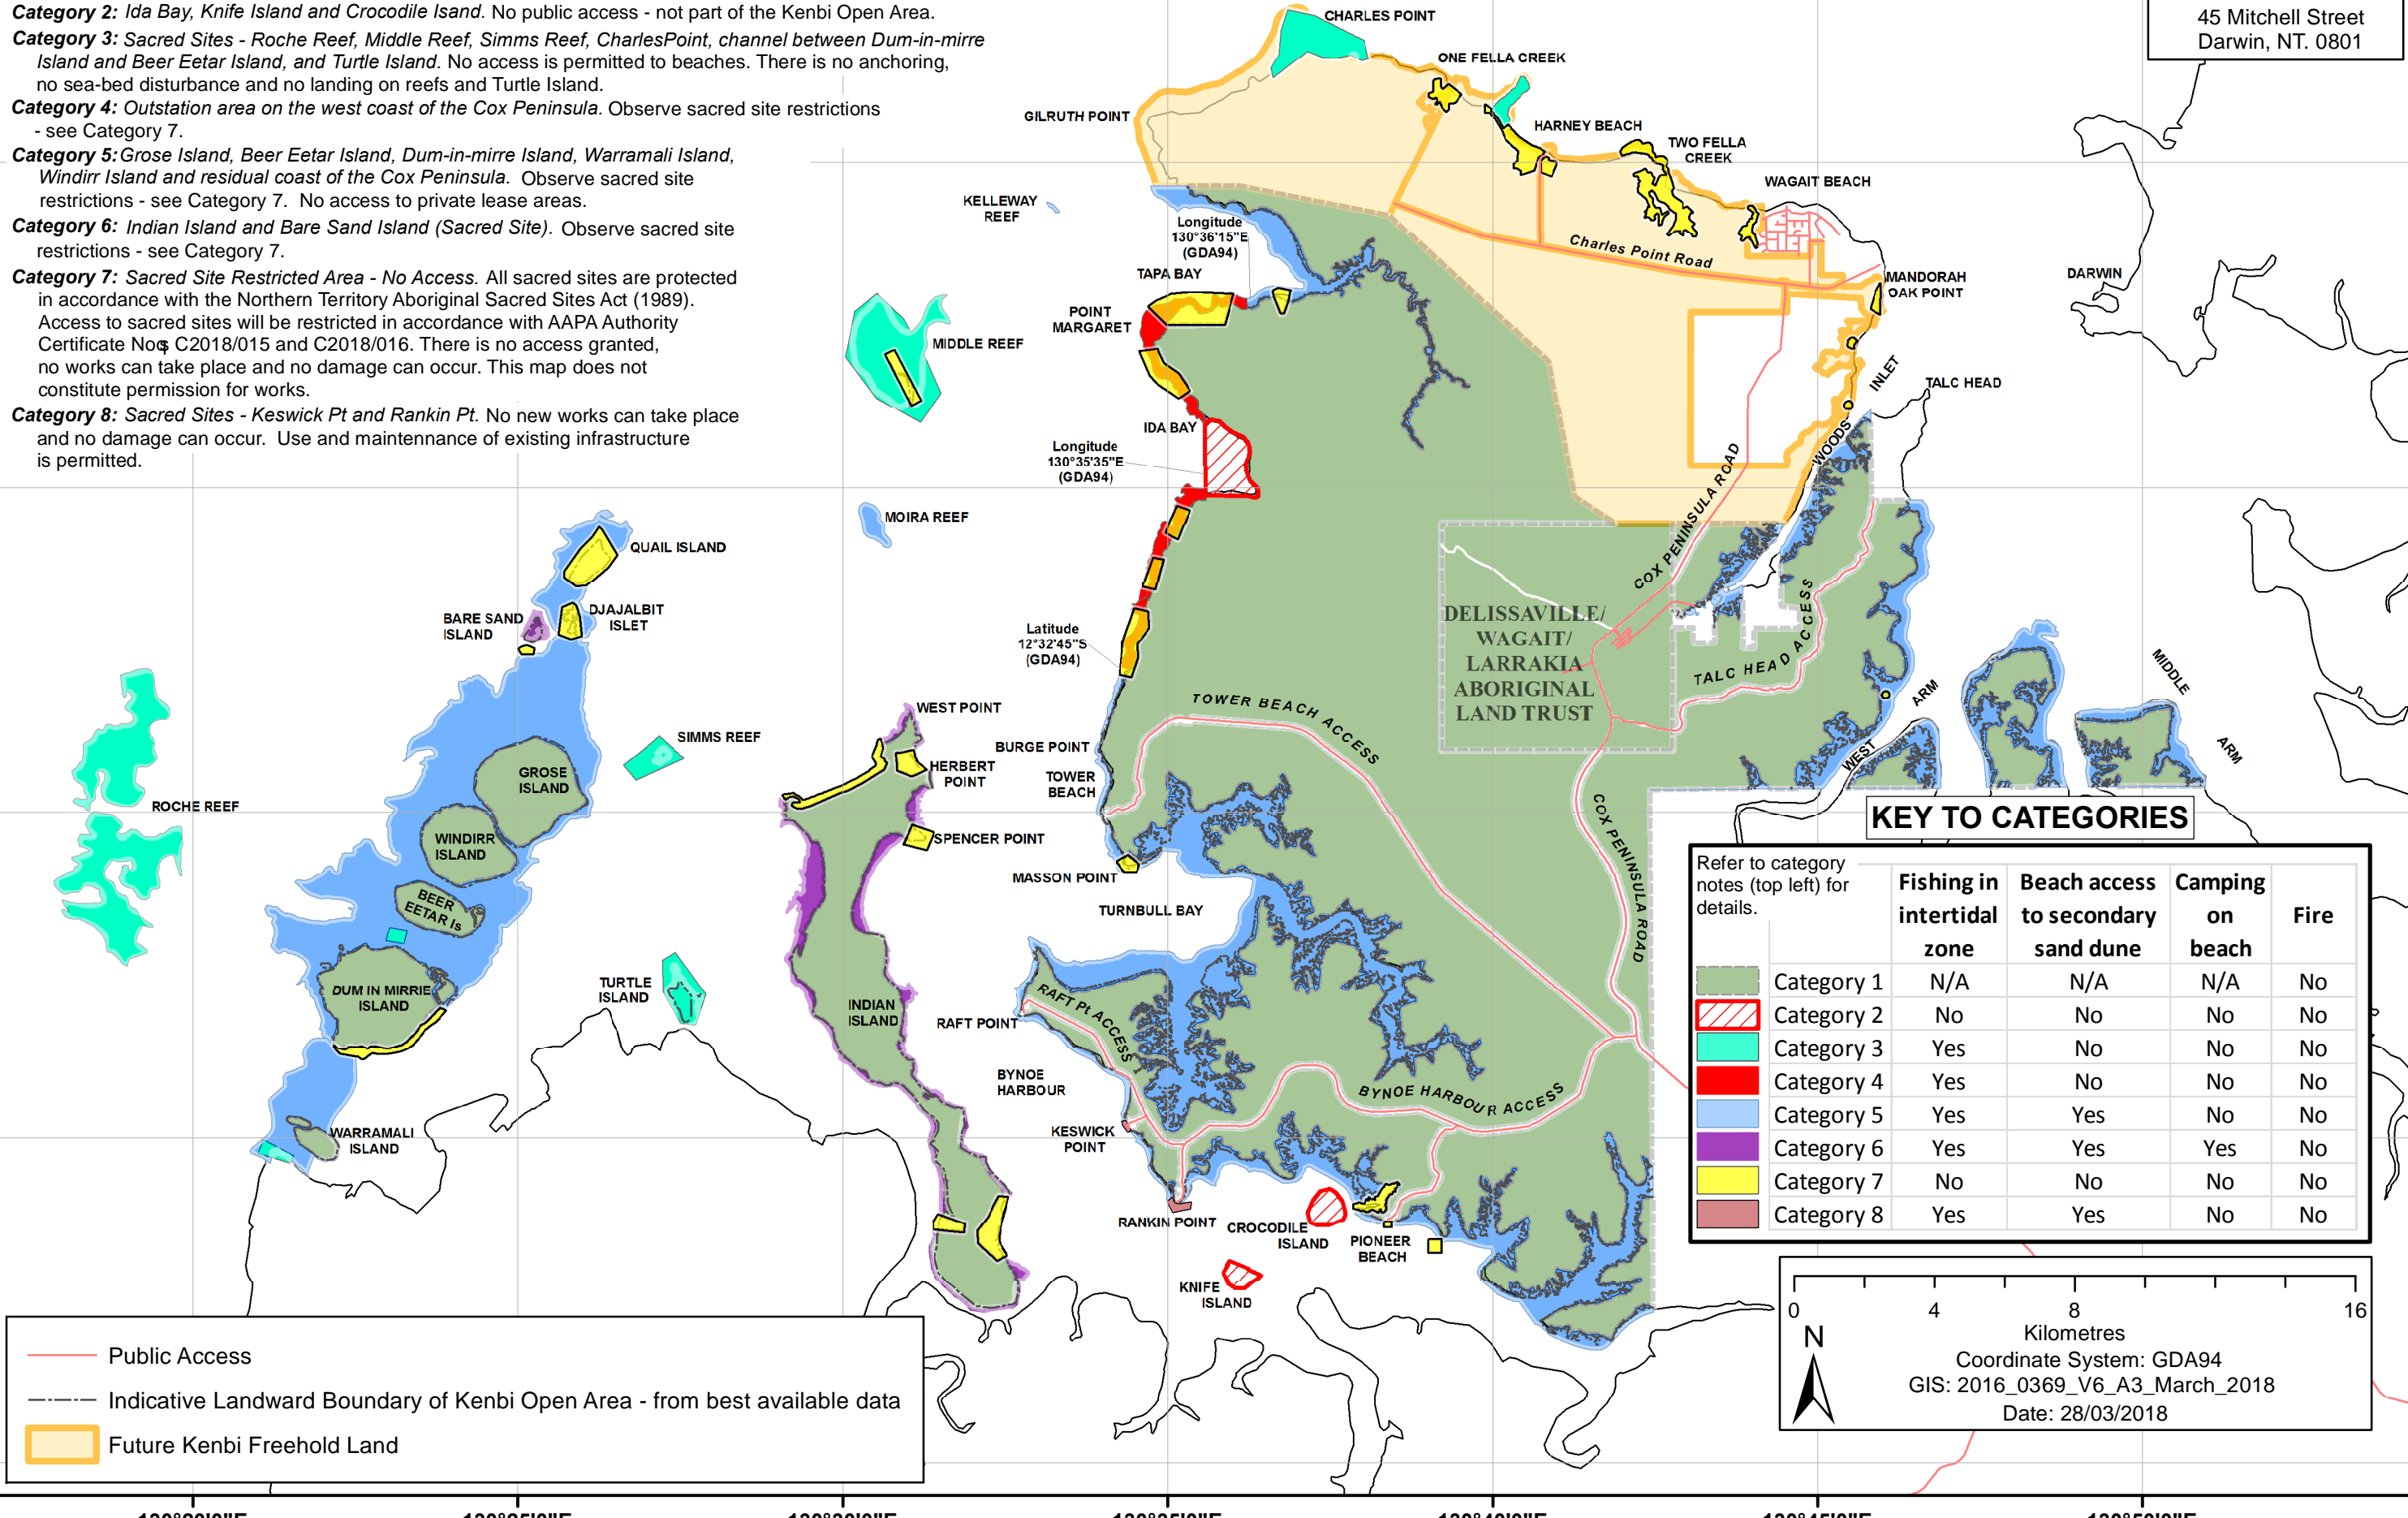 Category 2: Ida Bay, Knife Island and Crocodile Isand. No public access - not part of the Kenbi Open Area.
Category 3: Sacred Sites - Roche Reef, Middle Reef, Simms Reef, CharlesPoint, channel between Dum-in-mirre
Island and Beer Eetar Island, and Turtle Island. No access is permitted to beaches. There is no anchoring,
no sea-bed disturbance and no landing on reefs and Turtle Island.
Category 4: Outstation area on the west coast of the Cox Peninsula. Observe sacred site restrictions
- see Category 7.
Category 5:Grose Island, Beer Eetar Island, Dum-in-mirre Island, Warramali Island,
Windirr Island and residual coast of the Cox Peninsula. Observe sacred site
restrictions - see Category 7. No access to private lease areas.
Category 6: Indian Island and Bare Sand Island (Sacred Site). Observe sacred site
restrictions - see Category 7.
Category 7: Sacred Site Restricted Area - No Access. All sacred sites are protected
in accordance with the Northern Territory Aboriginal Sacred Sites Act (1989).
Access to sacred sites will be restricted in accordance with AAPA Authority
Certificate Nos C2018/015 and C2018/016. There is no access granted,
no works can take place and no damage can occur. This map does not
constitute permission for works.
Category 8: Sacred Sites - Keswick Pt and Rankin Pt. No new works can take place
and no damage can occur. Use and maintennance of existing infrastructure
is permitted.
45 Mitchell Street
Darwin, NT. 0801
CHARLES POINT
ONE FELLA CREEK
GILRUTH POINT
HARNEY BEACH
TWO FELLA
CREEK
WAGAIT BEACH
KELLEWAY
REEF
Longitude
130°36'15"E
(GDA94)
Charles Point Road
TAPA BAY
MANDORAH
OAK POINT
DARWIN
POINT
MARGARET
MIDDLE REEF
INLET
WOODS
TALC HEAD
IDA BAY
Longitude
130°35'35"E
(GDA94)
COX PENINSULA ROAD
MOIRA REEF
QUAIL ISLAND
BARE SAND
ISLAND
DJAJALBIT
ISLET
Latitude
12°32'45"S
(GDA94)
DELISSAVILLE/
WAGAIT/
LARRAKIA
ABORIGINAL
LAND TRUST
TALC HEAD ACCESS
WEST
ARM
MIDDLE
ARM
TOWER BEACH ACCESS
WEST POINT
SIMMS REEF
BURGE POINT
HERBERT
POINT
TOWER
BEACH
GROSE
ISLAND
ROCHE REEF
WINDIRR
ISLAND
SPENCER POINT
COX PENINSULA ROAD
MASSON POINT
BEER
EETAR Is
TURNBULL BAY
DUM IN MIRRIE
ISLAND
TURTLE
ISLAND
INDIAN
ISLAND
RAFT POINT
RAFT Pt ACCESS
BYNOE
HARBOUR
BYNOE HARBOUR ACCESS
KESWICK
POINT
WARRAMALI
ISLAND
RANKIN POINT
CROCODILE
ISLAND
PIONEER
BEACH
KNIFE
ISLAND
KEY TO CATEGORIES
Refer to category
notes (top left) for
details.
Fishing in
intertidal
zone
Beach access
to secondary
sand dune
Camping
on
beach
Fire
Category 1 N/A N/A N/A No
Category 2 No No No No
Category 3 Yes No No No
Category 4 Yes No No No
Category 5 Yes Yes No No
Category 6 Yes Yes Yes No
Category 7 No No No No
Category 8 Yes Yes No No
0 4 8 16
Kilometres
N
Coordinate System: GDA94
GIS: 2016_0369_V6_A3_March_2018
Date: 28/03/2018
Public Access
Indicative Landward Boundary of Kenbi Open Area - from best available data
Future Kenbi Freehold Land